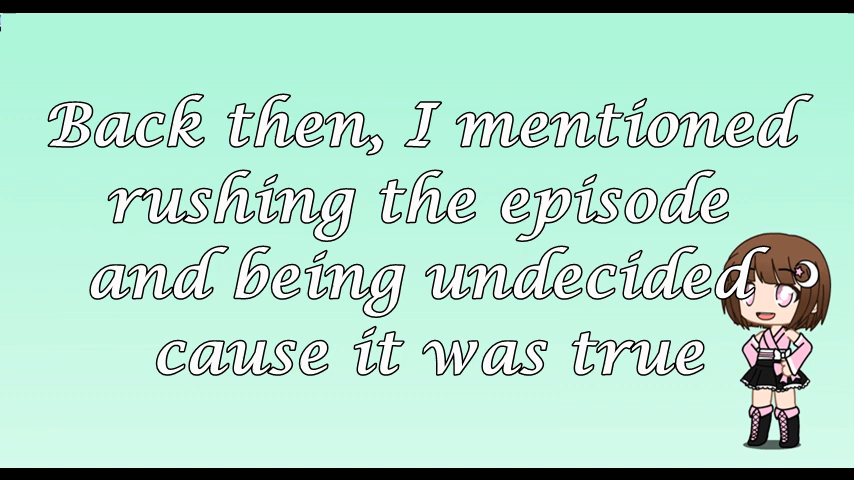 Back then, I mentioned
rushing the episode
and being undecided
cause it was true